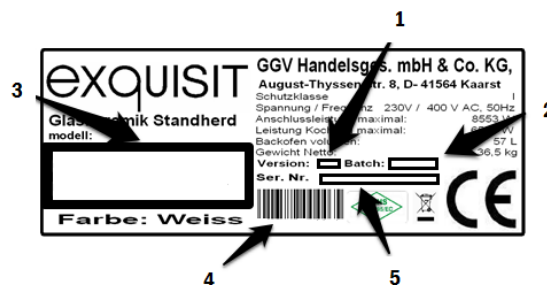 1
exquisit
GGV Handelsges. mbH & Co. KG,
August-Thyssen Str. 8, D- 41564 Kaarst
Schutzklasse I
3
Spannung / Frequenz 230V / 400 V AC, 50Hz
Glaskeramik Standherd
Anschlussleistung maximal: 8553 W
2
modell:
Leistung maximal:
Backofen volumen: 57 L
Gewicht Netto: 36,5 kg
Version: Batch:
Ser. Nr.
Farbe: Weiss
CE
4
5